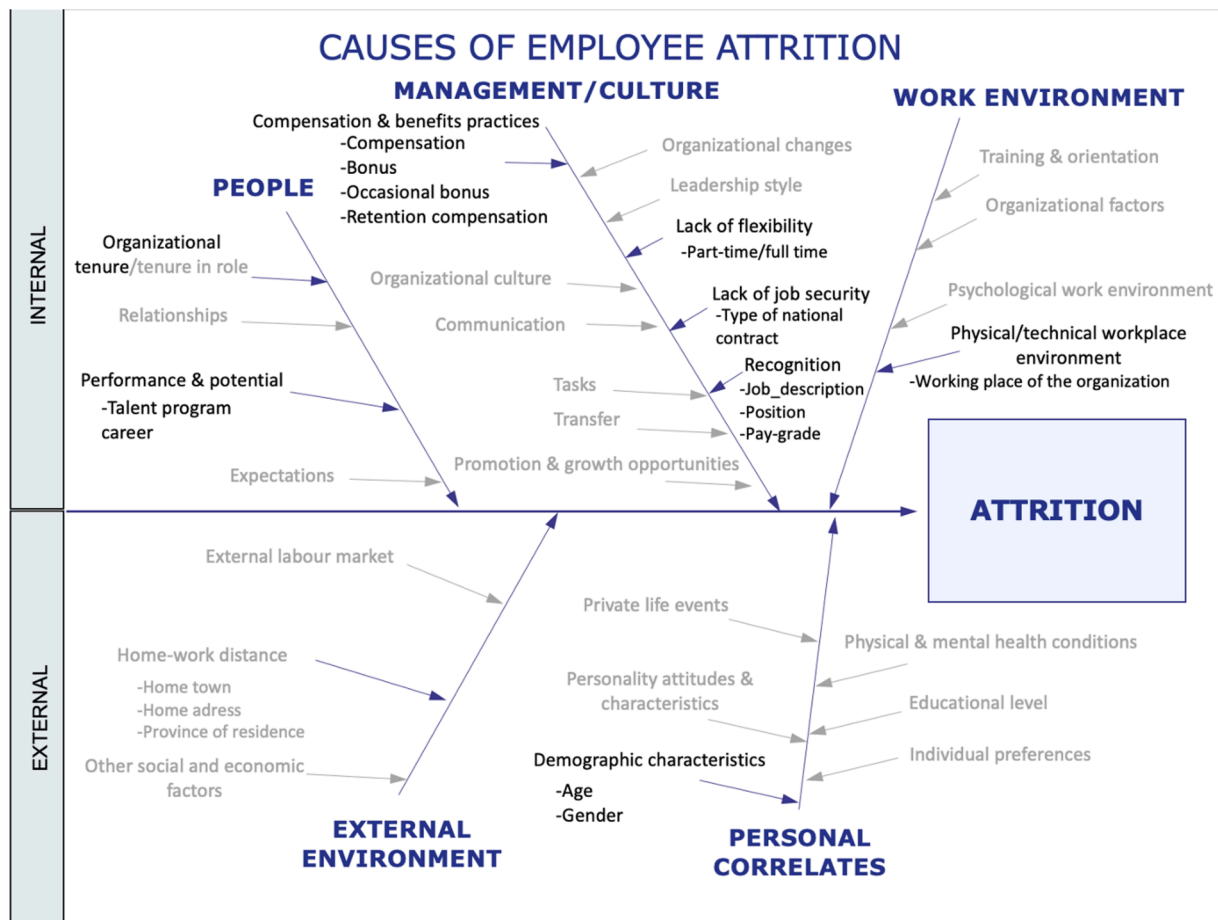 CAUSES OF EMPLOYEE ATTRITION
INTERNAL
PEOPLE
Organizational
tenure/tenure in role
Relationships
Performance & potential
-Talent program
career
Expectations
MANAGEMENT/CULTURE
Compensation & benefits practices
-Compensation
-Bonus
-Occasional bonus
-Retention compensation
Organizational culture
Communication
Tasks
Transfer
Promotion & growth opportunities
Organizational changes
Leadership style
Lack of flexibility
-Part-time/full time
Lack of job security
-Type of national
contract
Recognition
-Job_description
-Position
-Pay-grade
WORK ENVIRONMENT
Training & orientation
Organizational factors
Psychological work environment
Physical/technical workplace
environment
-Working place of the organization
ATTRITION
EXTERNAL
External labour market
Home-work distance
-Home town
-Home adress
-Province of residence
Other social and economic
factors
EXTERNAL
ENVIRONMENT
Private life events
Personality attitudes &
characteristics
Demographic characteristics
-Age
-Gender
Physical & mental health conditions
Educational level
Individual preferences
PERSONAL
CORRELATES